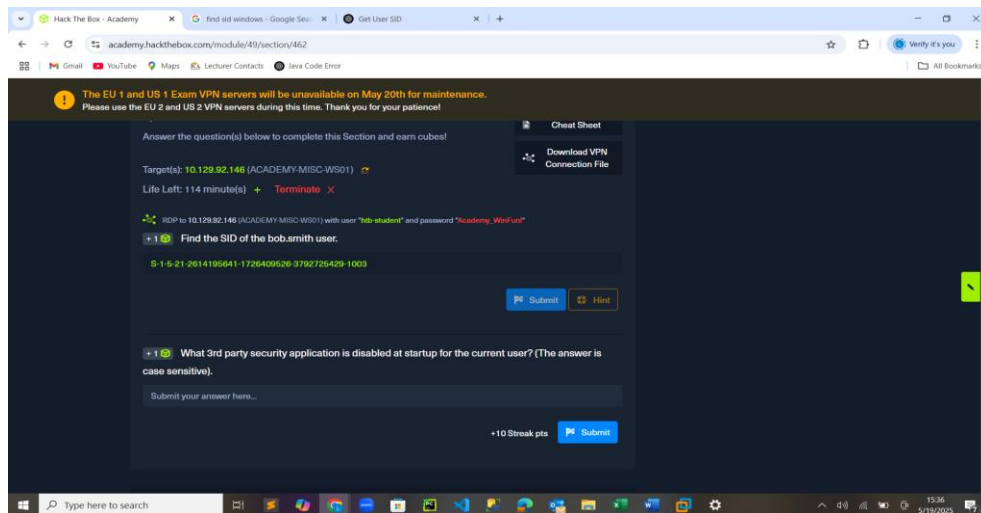 Hack The Box - Academy
find sid windows - Google Sea
Get User SID
academy.hackthebox.com/module/49/section/462
Verify it's you
Gmail
YouTube
Maps
Lecturer Contacts
Java Code Error
All Bookmarks
The EU 1 and US 1 Exam VPN servers will be unavailable on May 20th for maintenance.
Please use the EU 2 and US 2 VPN servers during this time. Thank you for your patience!
Cheat Sheet
Answer the question(s) below to complete this Section and earn cubes!
Download VPN
Connection File
Target(s): 10.129.92.146 (ACADEMY-MISC-WS01)
Life Left: 114 minute(s) + Terminate X
RDP to 10.129.92.146 (ACADEMY-MISC-WS01) with user "htb-student" and password "Academy_WinFun!"
+ 1 Find the SID of the bob.smith user.
S-1-5-21-2614195641-1726409526-3792725429-1003
Submit
Hint
+ 1 What 3rd party security application is disabled at startup for the current user? (The answer is
case sensitive).
Submit your answer here...
+10 Streak pts
Submit
Type here to search
15:36
5/19/2025